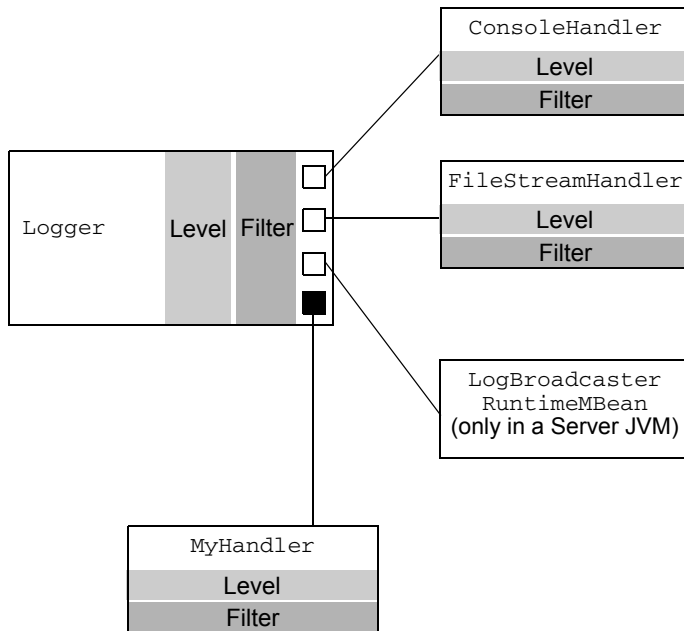 ConsoleHandler
Level
Filter
Logger
Level
Filter
FileStreamHandler
Level
Filter
LogBroadcaster
RuntimeMBean
(only in a Server JVM)
MyHandler
Level
Filter